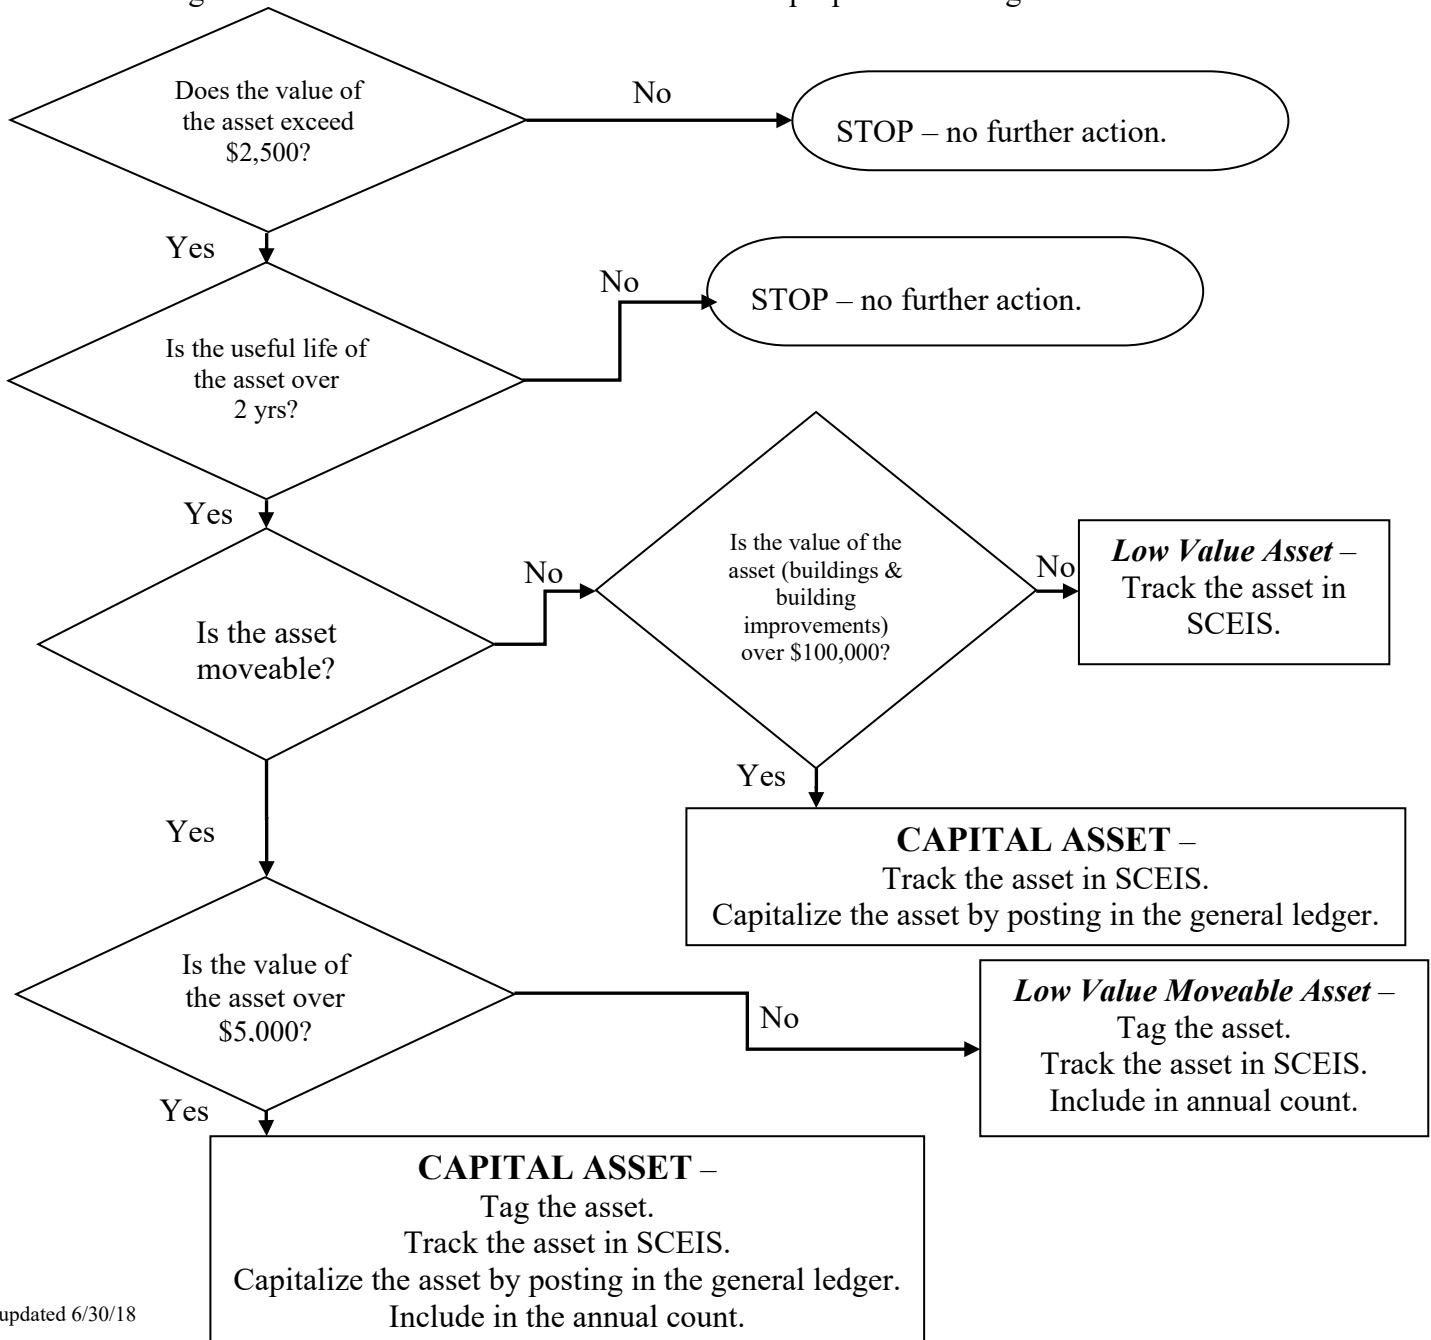 Does the value of
the asset exceed
$2,500?
No
STOP – no further action.
Yes
Is the useful life of
the asset over
2 yrs?
No
STOP – no further action.
Yes
Is the asset
moveable?
No
Is the value of the
asset (buildings &
building
improvements)
over $100,000?
No
Low Value Asset –
Track the asset in
SCEIS.
Yes
CAPITAL ASSET –
Track the asset in SCEIS.
Capitalize the asset by posting in the general ledger.
Yes
Is the value of
the asset over
$5,000?
No
Low Value Moveable Asset –
Tag the asset.
Track the asset in SCEIS.
Include in annual count.
Yes
CAPITAL ASSET –
Tag the asset.
Track the asset in SCEIS.
Capitalize the asset by posting in the general ledger.
Include in the annual count.
updated 6/30/18